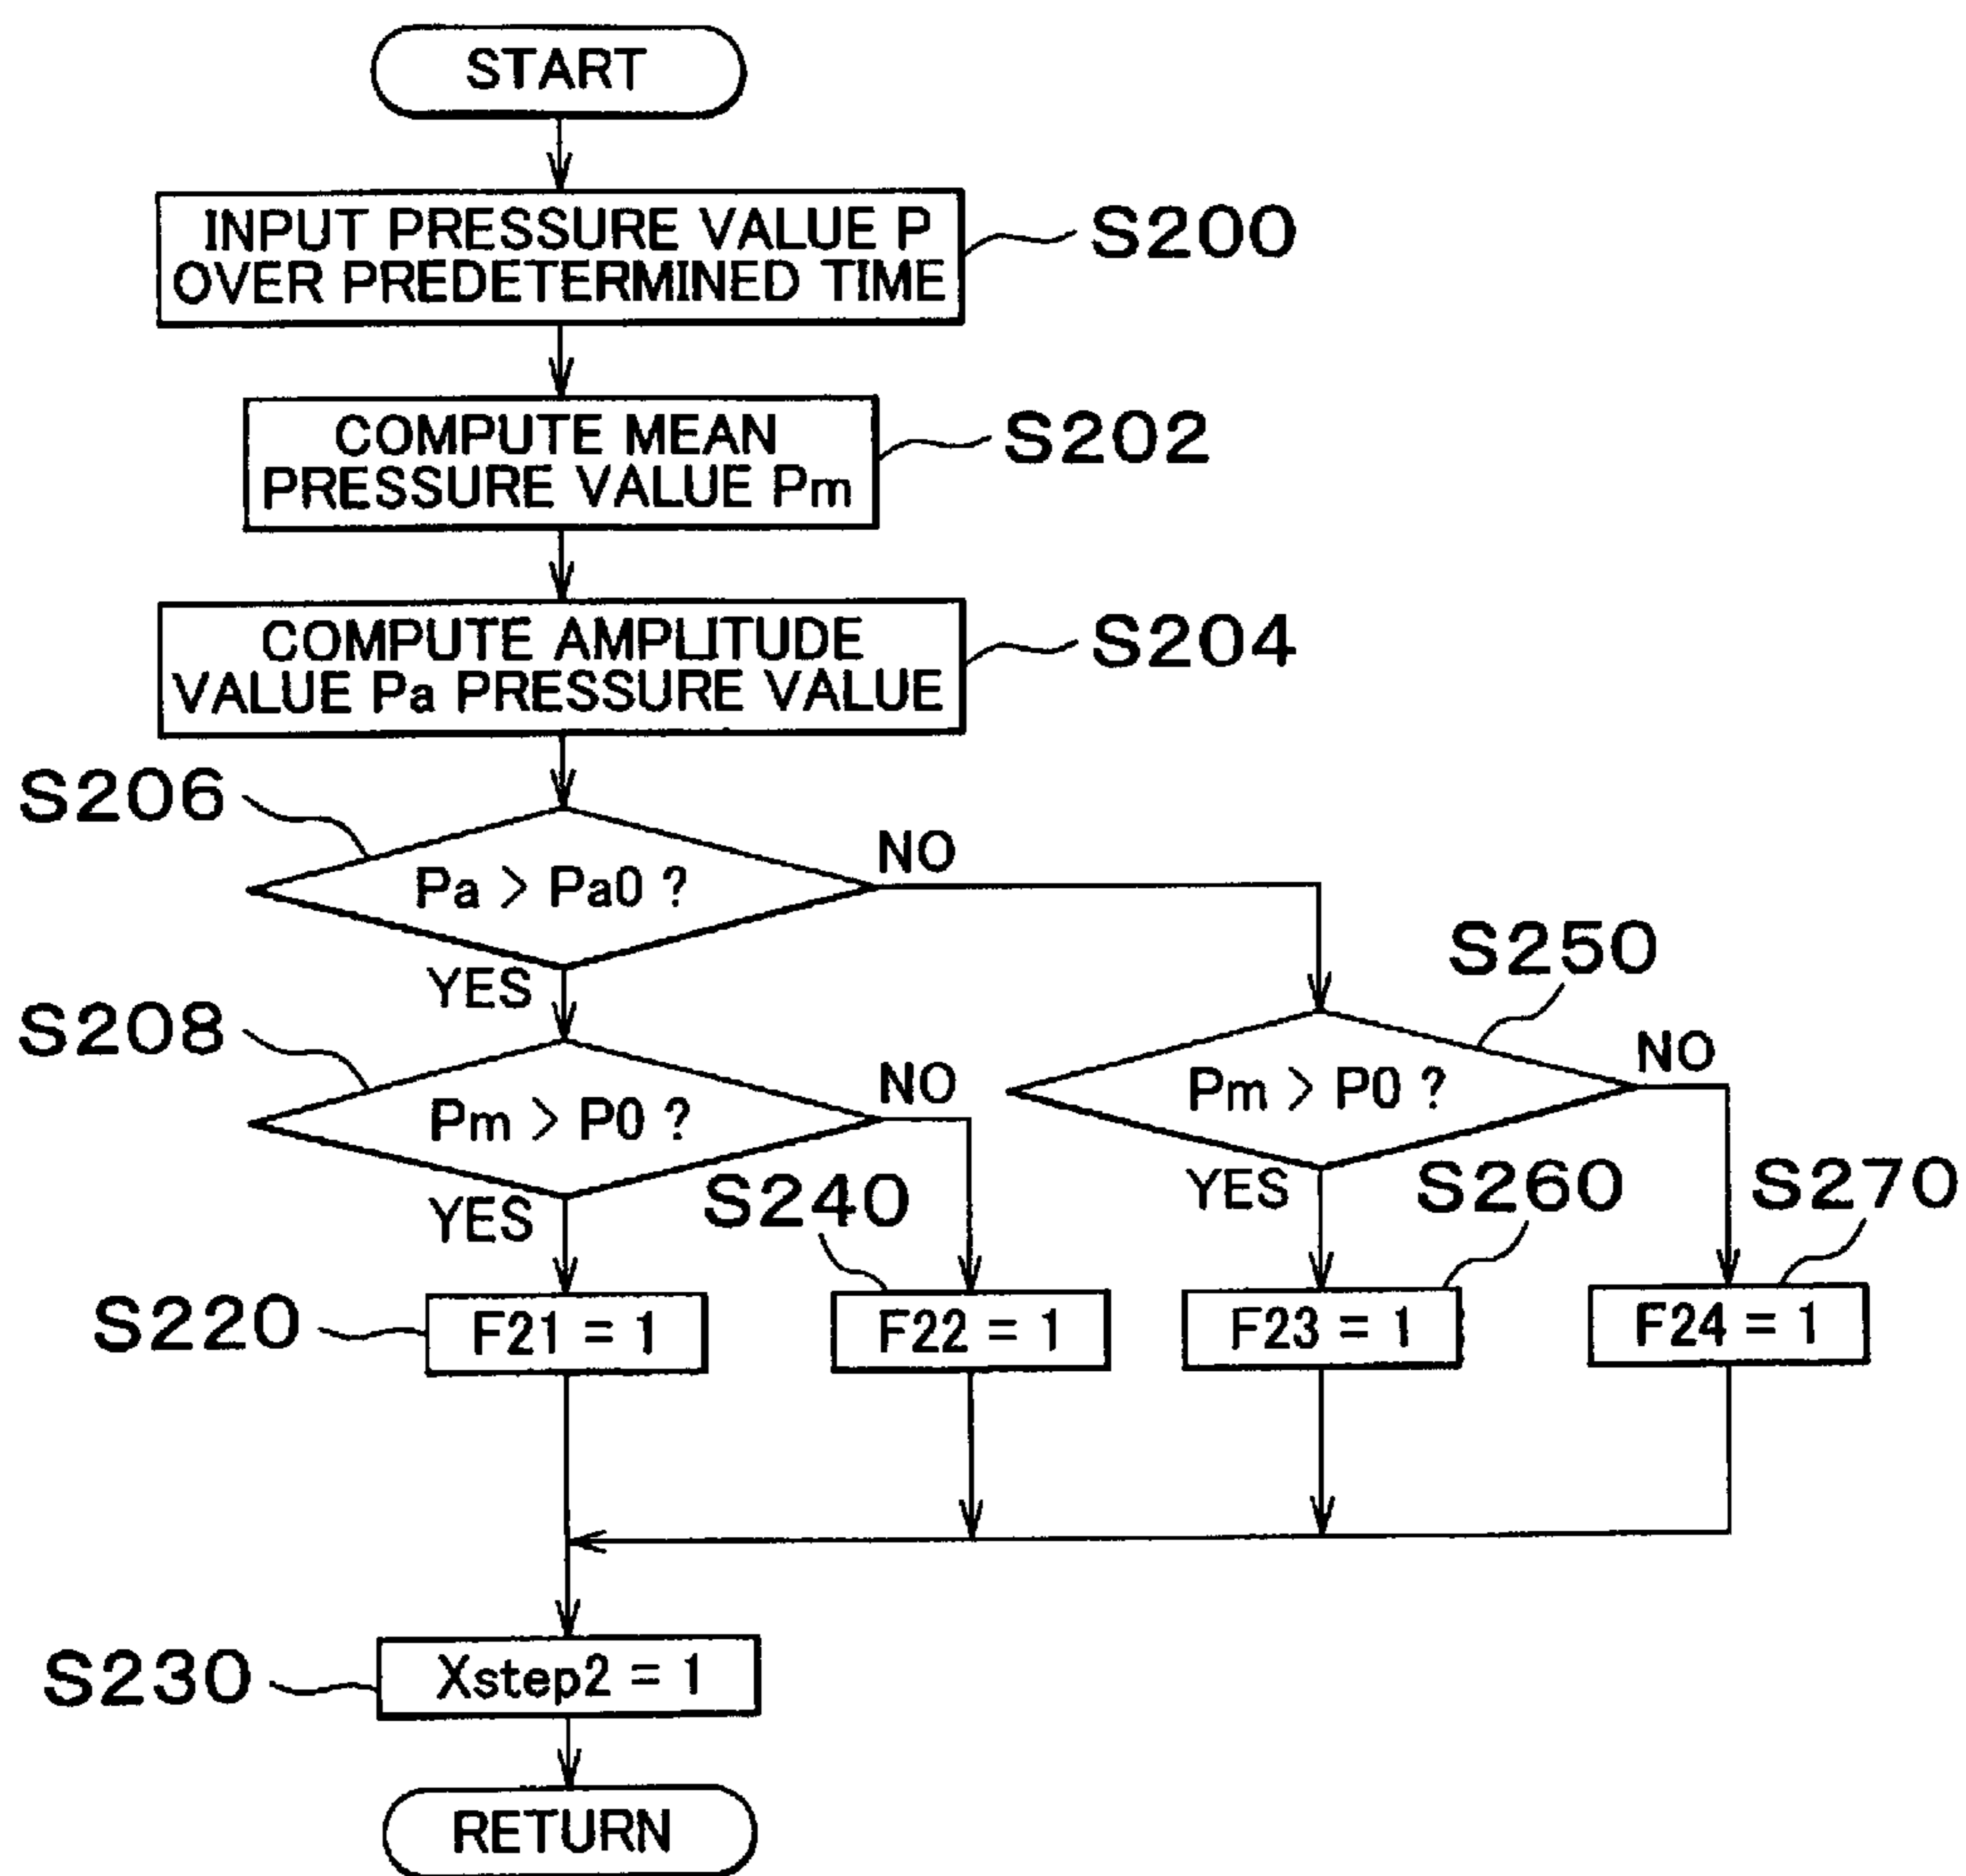 START
INPUT PRESSURE VALUE P
OVER PREDETERMINED TIME
S200
COMPUTE MEAN
PRESSURE VALUE Pm
S202
COMPUTE AMPLITUDE
VALUE Pa PRESSURE VALUE
S204
S206
Pa > Pa0 ?
NO
YES
S250
S208
Pm > P0 ?
NO
YES
Pm > P0 ?
NO
YES
S240
S260
S270
S220
F21 = 1
F22 = 1
F23 = 1
F24 = 1
S230
Xstep2 = 1
RETURN